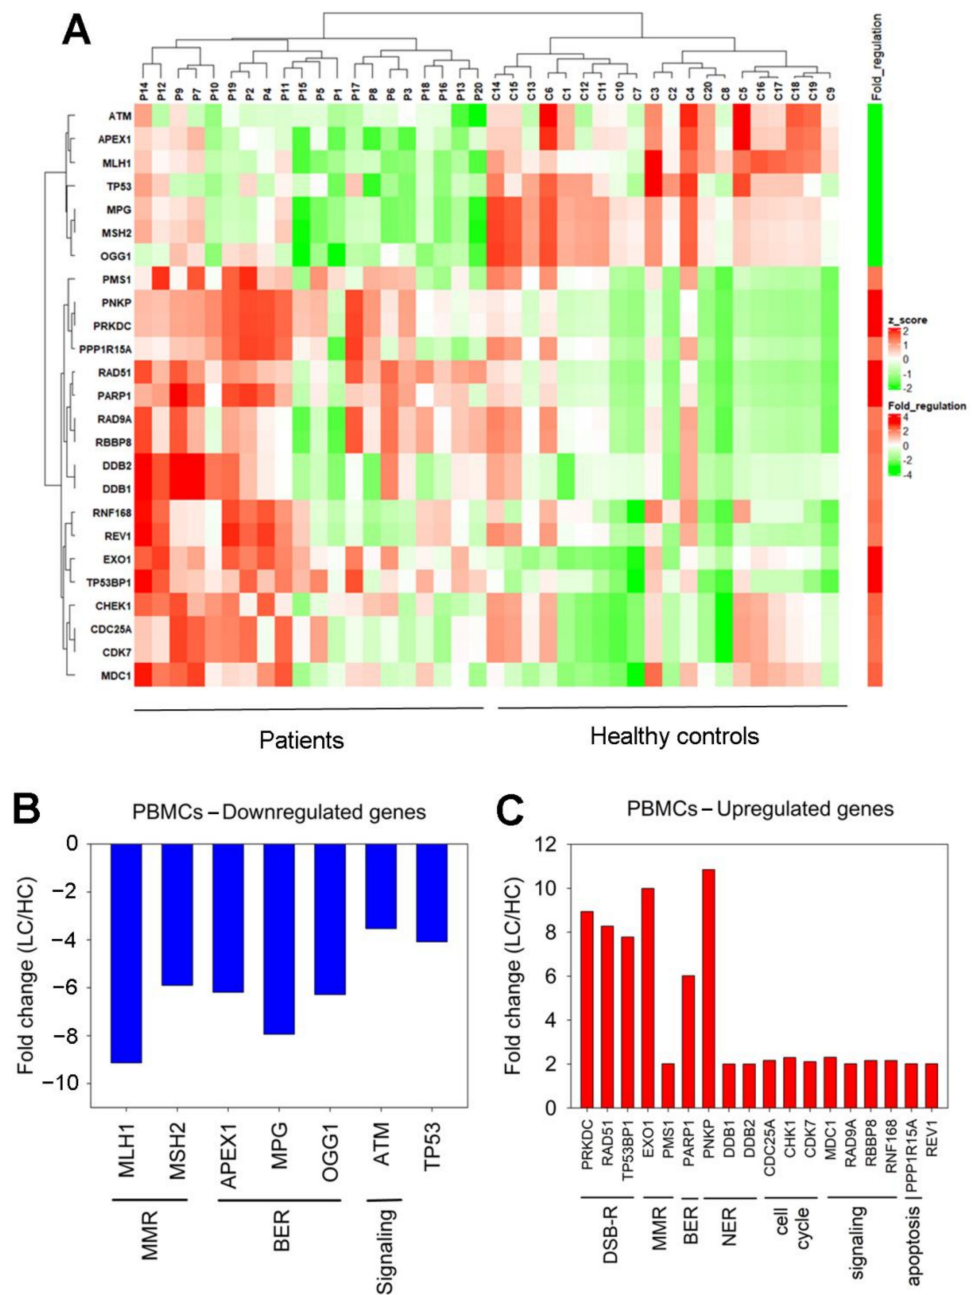 A
P14 P12 P9 P7 P10 P19 P2 P4 P11 P15 P5 P1 P17 P8 P6 P3 P18 P16 P13 P20 C14 C15 C13 C6 C1 C12 C11 C10 C7 C3 C2 C4 C20 C8 C5 C16 C17 C18 C19 C9 Fold_regulation
ATM
APEX1
MLH1
TP53
MPG
MSH2
OGG1
PMS1
PNKP
PRKDC
PPP1R15A
RAD51
PARP1
RAD9A
RBBP8
DDB2
DDB1
RNF168
REV1
EXO1
TP53BP1
CHEK1
CDC25A
CDK7
MDC1
z_score
2
1
0
-1
-2
Fold_regulation
4
2
0
-2
-4
Patients
Healthy controls
B
PBMCs – Downregulated genes
Fold change (LC/HC)
0
−2
−4
−6
−8
−10
MLH1 MSH2 APEX1 MPG OGG1 ATM TP53
MMR BER Signaling
C
PBMCs – Upregulated genes
Fold change (LC/HC)
12
10
8
6
4
2
0
PRKDC RAD51 TP53BP1 EXO1 PMS1 PARP1 PNKP DDB1 DDB2 CDC25A CHK1 CDK7 MDC1 RAD9A RBBP8 RNF168 PPP1R15A REV1
DSB-R MMR BER NER cell cycle signaling apoptosis